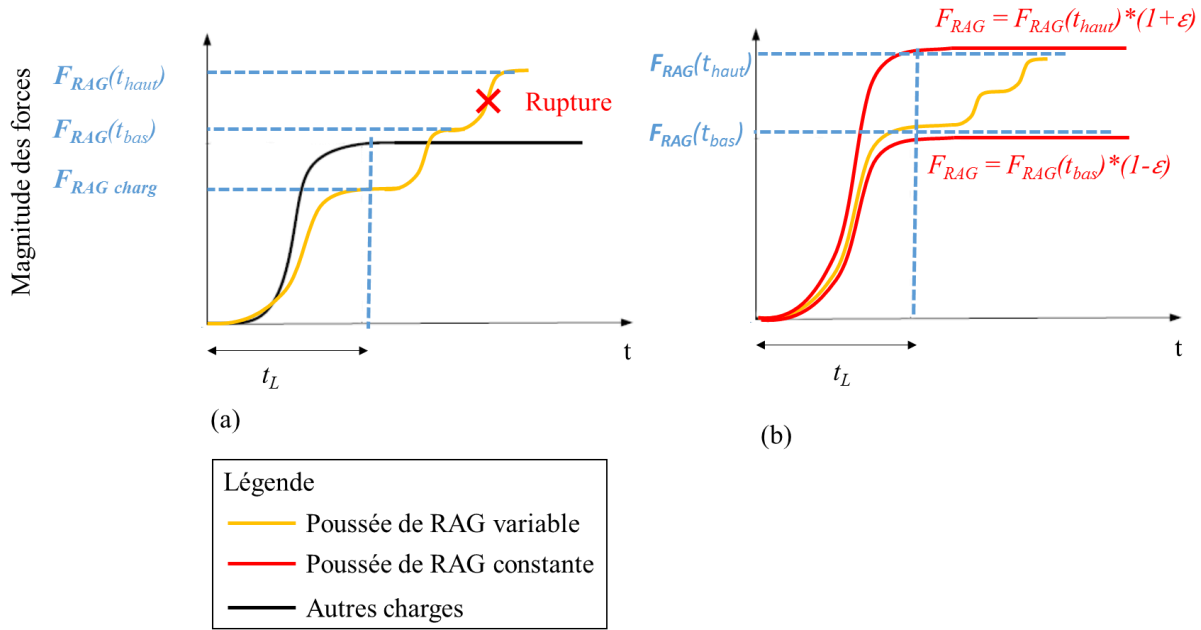 Magnitude des forces
F_RAG(t_haut)
F_RAG(t_bas)
F_RAG charg
Rupture
t
t_L
(a)
F_RAG = F_RAG(t_haut)*(1+ε)
F_RAG(t_haut)
F_RAG(t_bas)
F_RAG = F_RAG(t_bas)*(1-ε)
t
t_L
(b)
Légende
Poussée de RAG variable
Poussée de RAG constante
Autres charges